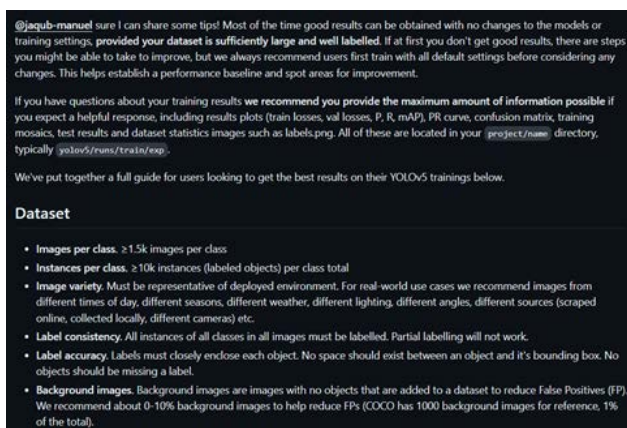 @jaqub-manuel sure I can share some tips! Most of the time good results can be obtained with no changes to the models or
training settings, provided your dataset is sufficiently large and well labelled. If at first you don't get good results, there are steps
you might be able to take to improve, but we always recommend users first train with all default settings before considering any
changes. This helps establish a performance baseline and spot areas for improvement.
If you have questions about your training results we recommend you provide the maximum amount of information possible if
you expect a helpful response, including results plots (train losses, val losses, P, R, mAP), PR curve, confusion matrix, training
mosaics, test results and dataset statistics images such as labels.png. All of these are located in your project/name directory,
typically yolov5/runs/train/exp.
We've put together a full guide for users looking to get the best results on their YOLOv5 trainings below.
Dataset
• Images per class. ≥1.5k images per class
• Instances per class. ≥10k instances (labeled objects) per class total
• Image variety. Must be representative of deployed environment. For real-world use cases we recommend images from
different times of day, different seasons, different weather, different lighting, different angles, different sources (scraped
online, collected locally, different cameras) etc.
• Label consistency. All instances of all classes in all images must be labelled. Partial labelling will not work.
• Label accuracy. Labels must closely enclose each object. No space should exist between an object and it's bounding box. No
objects should be missing a label.
• Background images. Background images are images with no objects that are added to a dataset to reduce False Positives (FP).
We recommend about 0-10% background images to help reduce FPs (COCO has 1000 background images for reference, 1%
of the total).